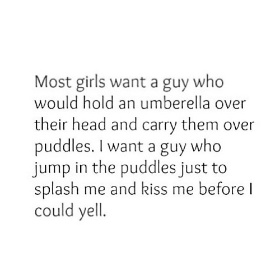 Most girls want a guy who
would hold an umberella over
their head and carry them over
puddles. I want a guy who
jump in the puddles just to
splash me and kiss me before I
could yell.